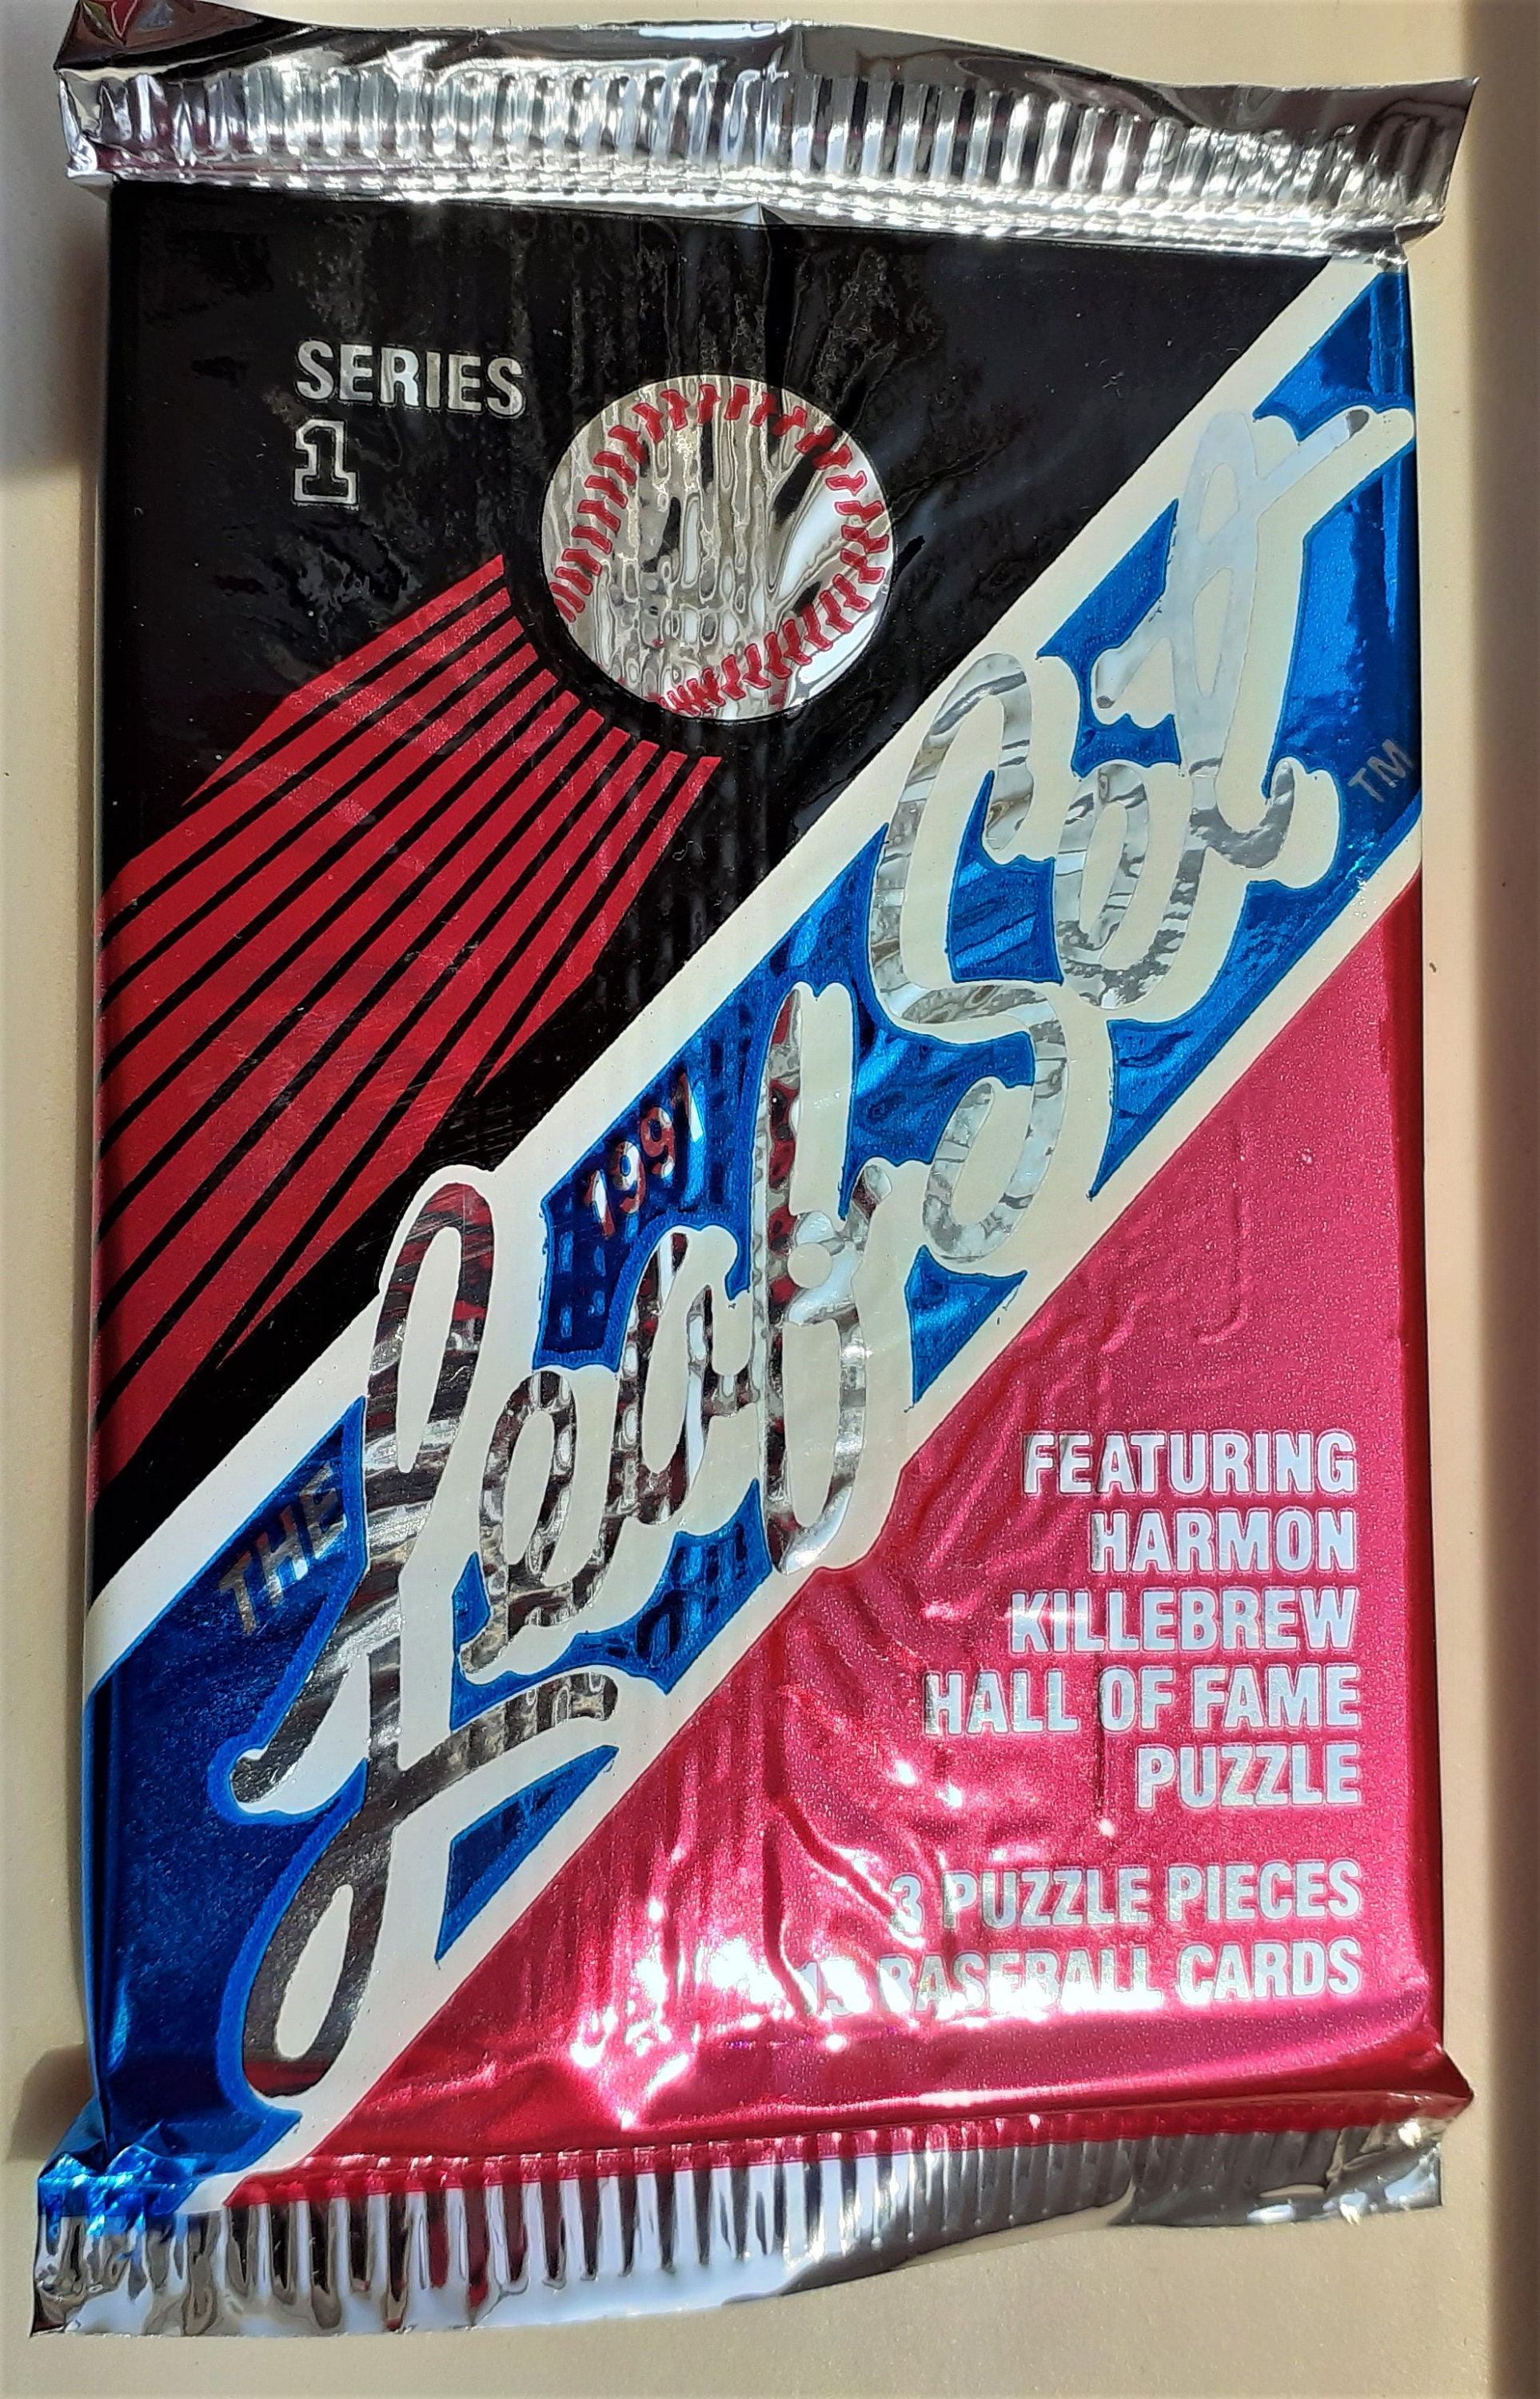 SERIES
1
THE
1991
Leaf Set
TM
FEATURING
HARMON
KILLEBREW
HALL OF FAME
PUZZLE
3 PUZZLE PIECES
15 BASEBALL CARDS